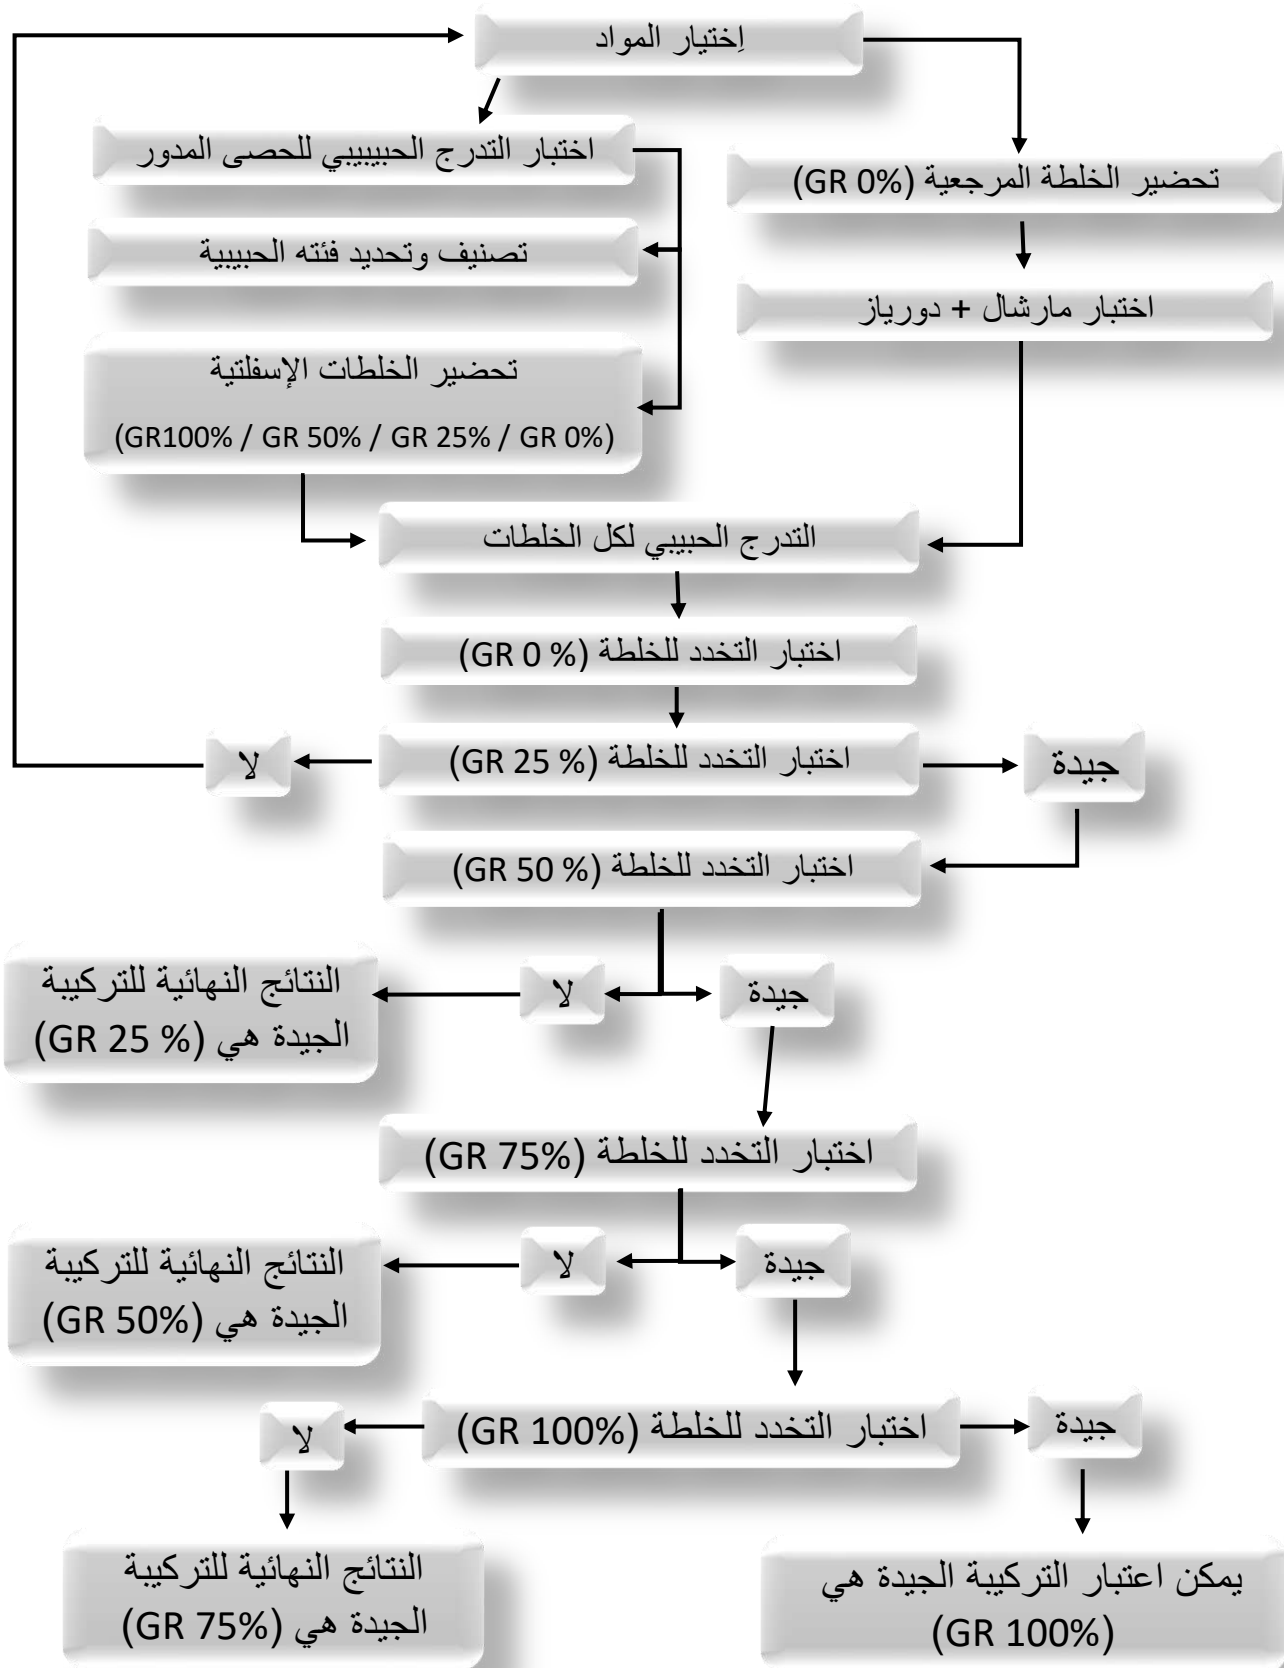 اِختيار المواد
اختبار التدرج الحبيبيبي للحصى المدور
تحضير الخلطة المرجعية (GR 0%)
تصنيف وتحديد فئته الحبيبية
اختبار مارشال + دورياز
تحضير الخلطات الإسفلتية
(GR100% / GR 50% / GR 25% / GR 0%)
التدرج الحبيبي لكل الخلطات
اختبار التخدد للخلطة (GR 0 %)
اختبار التخدد للخلطة (GR 25 %)
لا
جيدة
اختبار التخدد للخلطة (GR 50 %)
النتائج النهائية للتركيبة
الجيدة هي (GR 25 %)
لا
جيدة
اختبار التخدد للخلطة (GR 75%)
النتائج النهائية للتركيبة
الجيدة هي (GR 50%)
لا
جيدة
اختبار التخدد للخلطة (GR 100%)
لا
جيدة
النتائج النهائية للتركيبة
الجيدة هي (GR 75%)
يمكن اعتبار التركيبة الجيدة هي
(GR 100%)